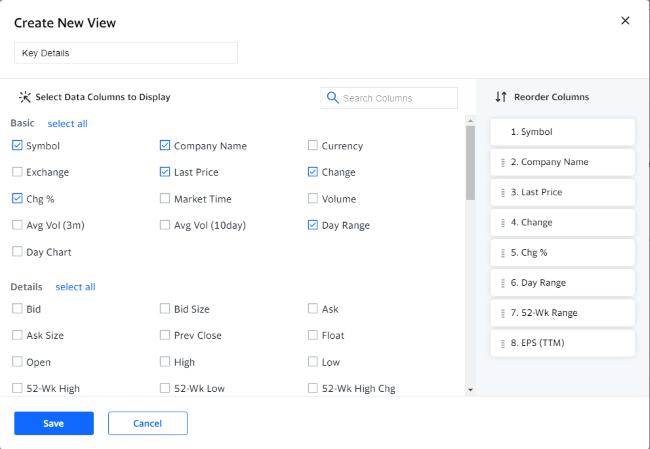 Create New View
Key Details
Select Data Columns to Display
Search Columns
Reorder Columns
Basic select all
Symbol Company Name Currency
Exchange Last Price Change
Chg % Market Time Volume
Avg Vol (3m) Avg Vol (10day) Day Range
Day Chart
Details select all
Bid Bid Size Ask
Ask Size Prev Close Float
Open High Low
52-Wk High 52-Wk Low 52-Wk High Chg
1. Symbol
2. Company Name
3. Last Price
4. Change
5. Chg %
6. Day Range
7. 52-Wk Range
8. EPS (TTM)
Save Cancel